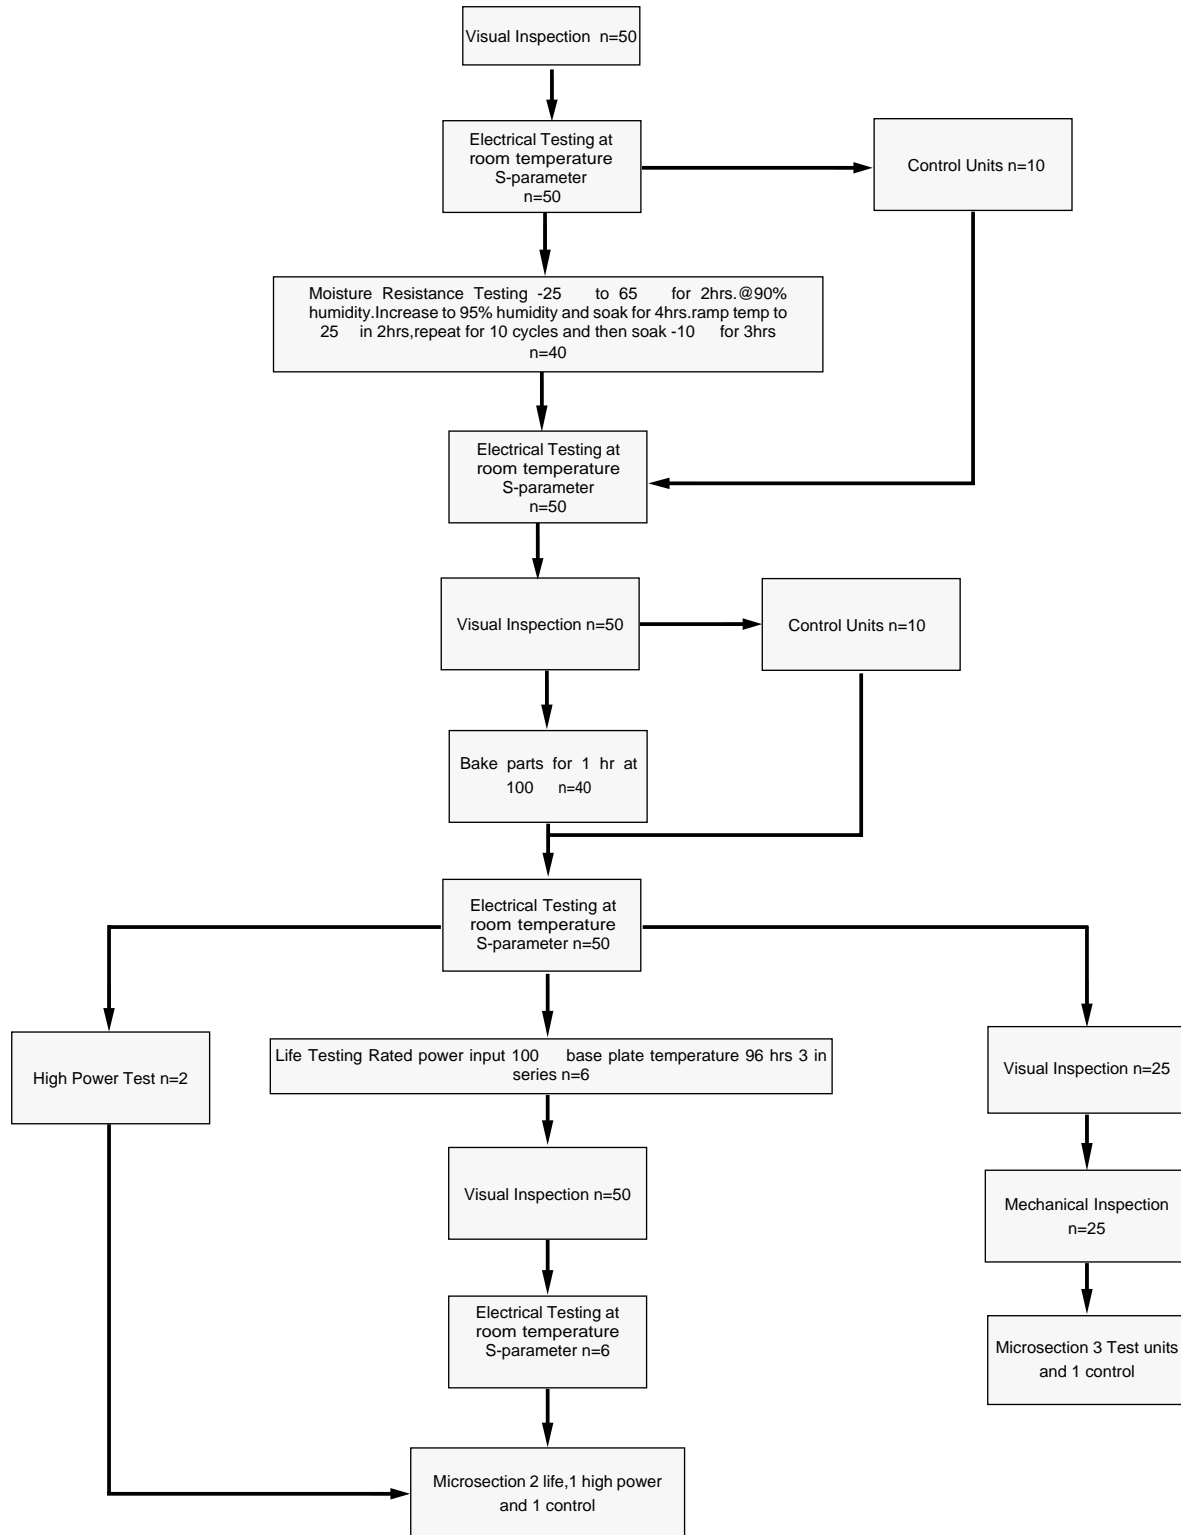 Visual Inspection n=50
Electrical Testing at
room temperature
S-parameter
n=50
Control Units n=10
Moisture Resistance Testing -25 to 65 for 2hrs.@90%
humidity.Increase to 95% humidity and soak for 4hrs.ramp temp to
25 in 2hrs,repeat for 10 cycles and then soak -10 for 3hrs
n=40
Electrical Testing at
room temperature
S-parameter
n=50
Visual Inspection n=50
Control Units n=10
Bake parts for 1 hr at
100 n=40
Electrical Testing at
room temperature
S-parameter n=50
High Power Test n=2
Life Testing Rated power input 100 base plate temperature 96 hrs 3 in
series n=6
Visual Inspection n=25
Visual Inspection n=50
Mechanical Inspection
n=25
Electrical Testing at
room temperature
S-parameter n=6
Microsection 3 Test units
and 1 control
Microsection 2 life,1 high power
and 1 control